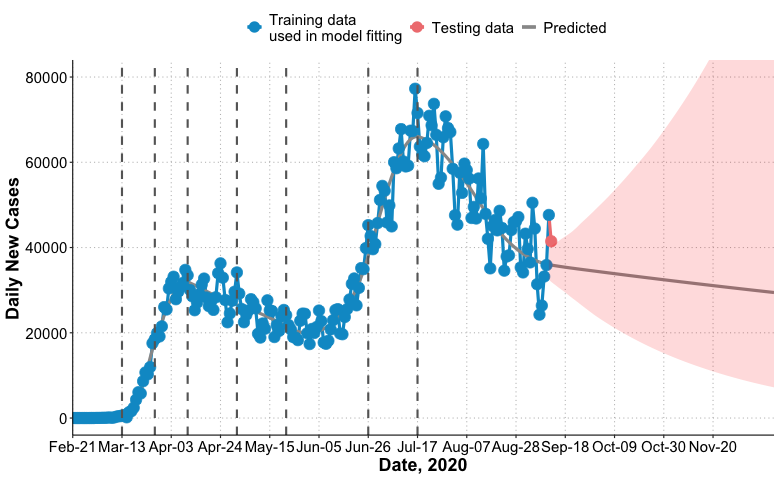 Training data
used in model fitting
Testing data
Predicted
Daily New Cases
80000
60000
40000
20000
0
Feb-21 Mar-13 Apr-03 Apr-24 May-15 Jun-05 Jun-26 Jul-17 Aug-07 Aug-28 Sep-18 Oct-09 Oct-30 Nov-20
Date, 2020